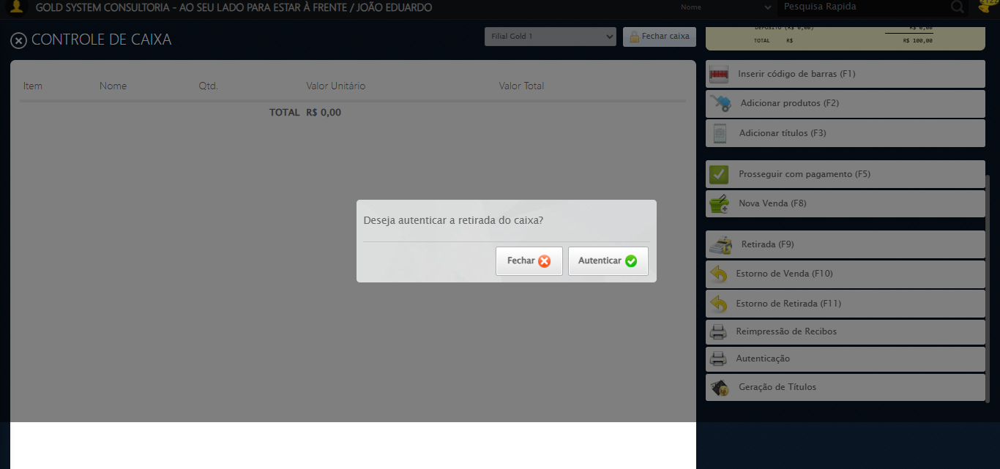 GOLD SYSTEM CONSULTORIA - AO SEU LADO PARA ESTAR À FRENTE / JOÃO EDUARDO
Nome
Pesquisa Rapida
CONTROLE DE CAIXA
Filial Gold 1
Fechar caixa
DEPOSITO (R$ 0,00) R$ 0,00
TOTAL R$ R$ 100,00
Item Nome Qtd. Valor Unitário Valor Total
TOTAL R$ 0,00
Deseja autenticar a retirada do caixa?
Fechar
Autenticar
Inserir código de barras (F1)
Adicionar produtos (F2)
Adicionar títulos (F3)
Prosseguir com pagamento (F5)
Nova Venda (F8)
Retirada (F9)
Estorno de Venda (F10)
Estorno de Retirada (F11)
Reimpressão de Recibos
Autenticação
Geração de Títulos